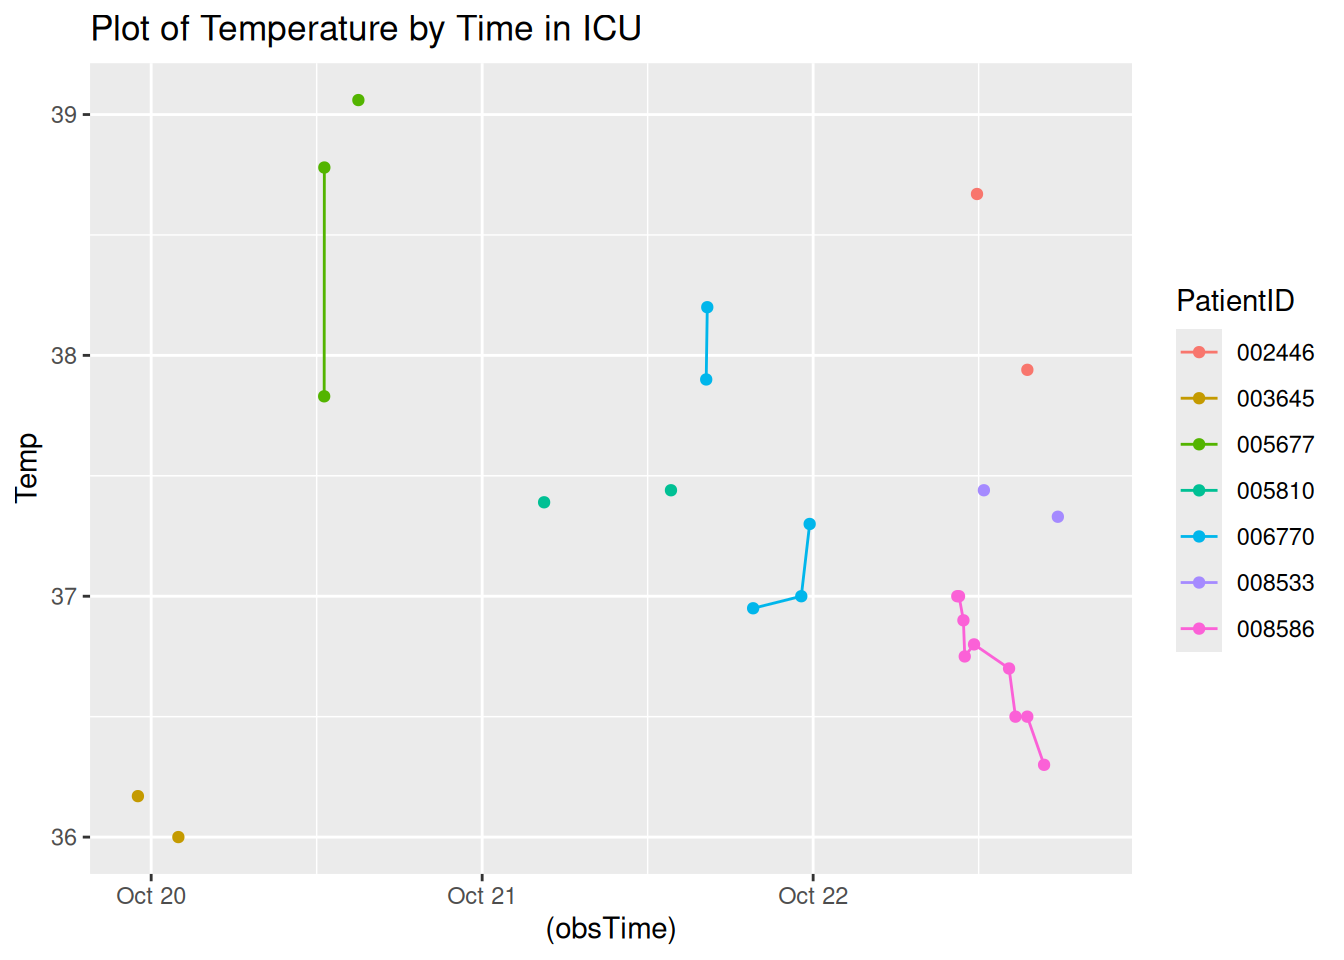 Plot of Temperature by Time in ICU
39
38
37
36
Temp
Oct 20
Oct 21
Oct 22
(obsTime)
PatientID
002446
003645
005677
005810
006770
008533
008586